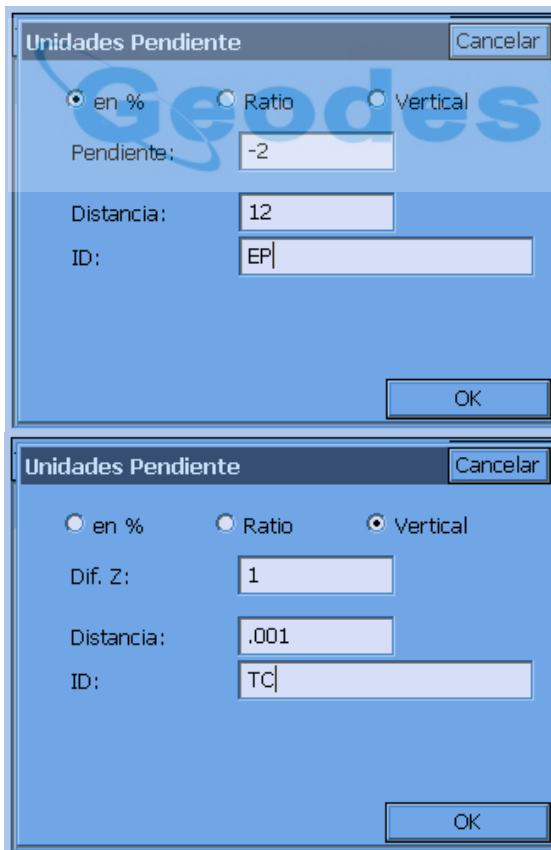 Unidades Pendiente Cancelar
Geodes
en % Ratio Vertical
Pendiente: -2
Distancia: 12
ID: EP
OK
Unidades Pendiente Cancelar
en % Ratio Vertical
Dif. Z: 1
Distancia: .001
ID: TC
OK